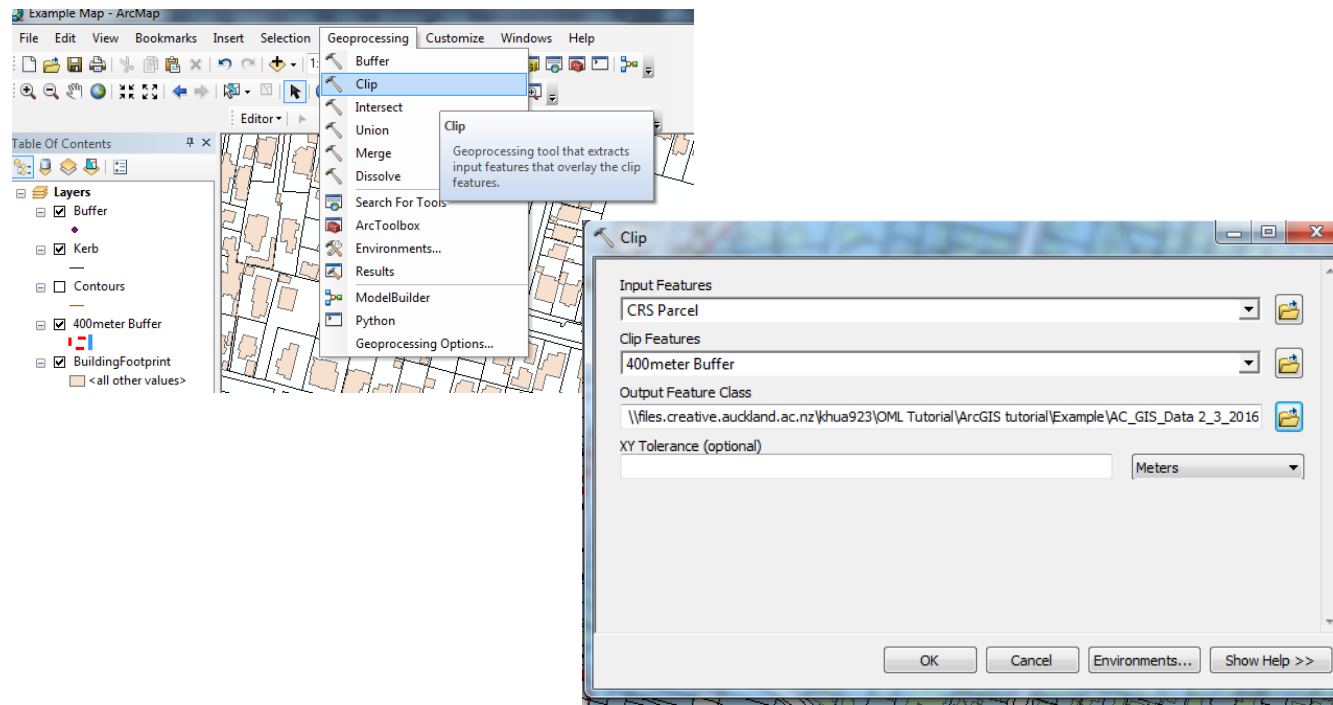 Example Map - ArcMap
File Edit View Bookmarks Insert Selection Geoprocessing Customize Windows Help
Buffer
Clip
Intersect
Union
Merge
Dissolve
Search For Tools
ArcToolbox
Environments...
Results
ModelBuilder
Python
Geoprocessing Options...
Clip
Geoprocessing tool that extracts
input features that overlay the clip
features.
Editor
Table Of Contents
Layers
Buffer
Kerb
Contours
400meter Buffer
BuildingFootprint
<all other values>
Clip
Input Features
CRS Parcel
Clip Features
400meter Buffer
Output Feature Class
\\files.creative.auckland.ac.nz\khua923\OML Tutorial\ArcGIS tutorial\Example\AC_GIS_Data 2_3_2016
XY Tolerance (optional)
Meters
OK Cancel Environments... Show Help >>